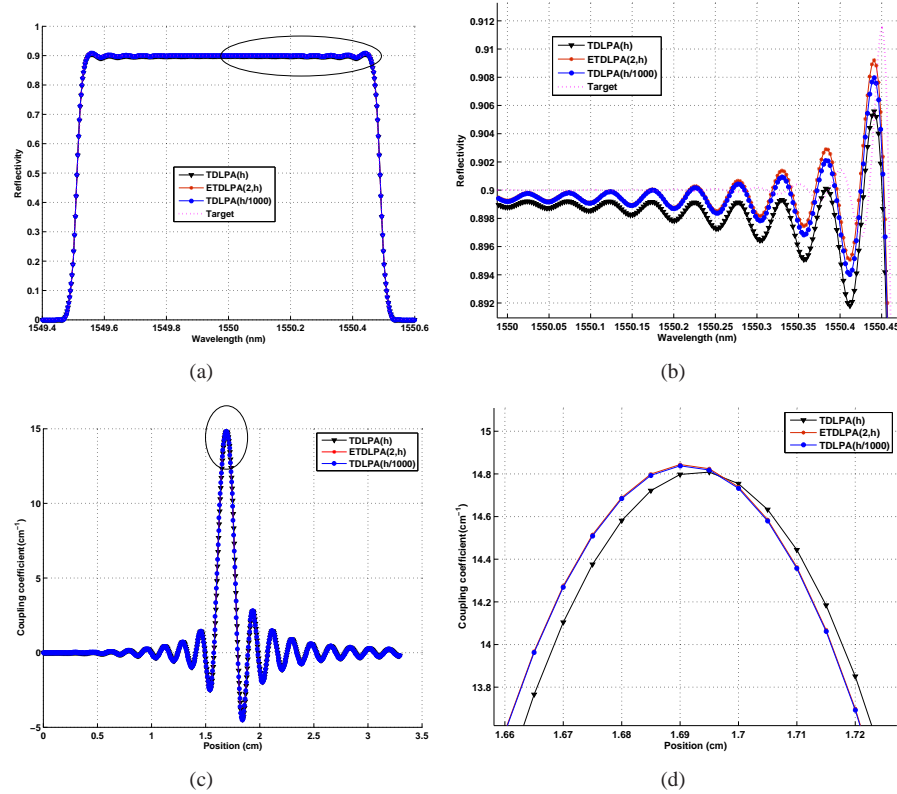 1
0.9
0.8
0.7
0.6
0.5
0.4
0.3
0.2
0.1
0
Reflectivity
TDLPA(h)
ETDLPA(2,h)
TDLPA(h/1000)
Target
1549.4 1549.6 1549.8 1550 1550.2 1550.4 1550.6
Wavelength (nm)
(a)
0.912
0.91
0.908
0.906
0.904
0.902
0.9
0.898
0.896
0.894
0.892
Reflectivity
TDLPA(h)
ETDLPA(2,h)
TDLPA(h/1000)
Target
1550 1550.05 1550.1 1550.15 1550.2 1550.25 1550.3 1550.35 1550.4 1550.45
Wavelength (nm)
(b)
15
10
5
0
−5
Coupling coefficient(cm−1)
TDLPA(h)
ETDLPA(2,h)
TDLPA(h/1000)
0 0.5 1 1.5 2 2.5 3 3.5
Position (cm)
(c)
15
14.8
14.6
14.4
14.2
14
13.8
Coupling coefficient(cm−1)
TDLPA(h)
ETDLPA(2,h)
TDLPA(h/1000)
1.66 1.67 1.68 1.69 1.7 1.71 1.72
Position (cm)
(d)